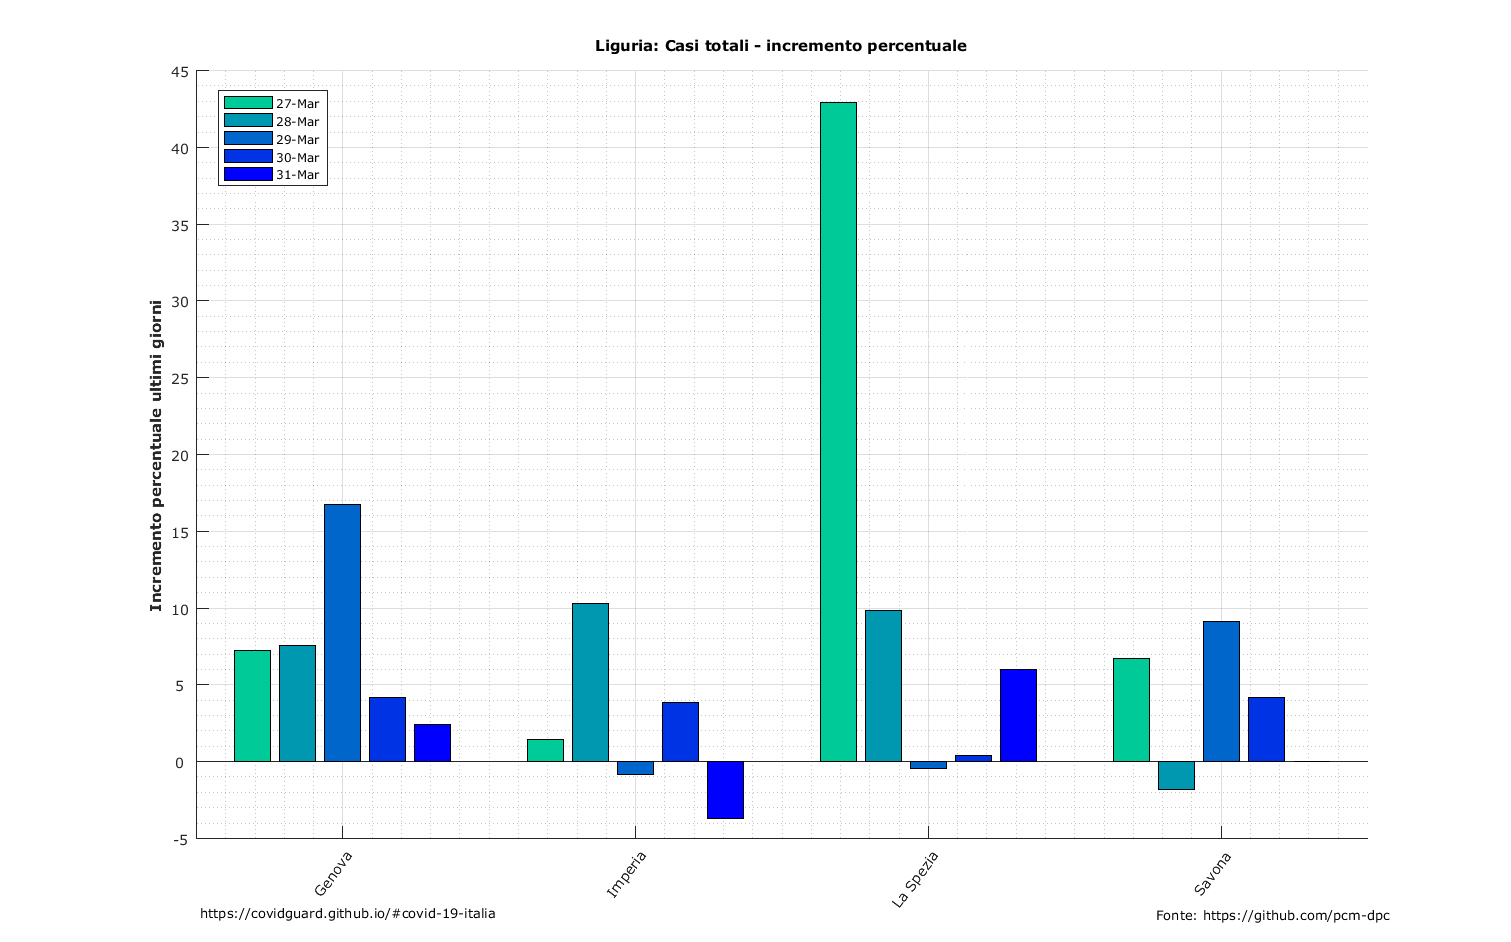 Liguria: Casi totali - incremento percentuale
27-Mar
28-Mar
29-Mar
30-Mar
31-Mar
Incremento percentuale ultimi giorni
45
40
35
30
25
20
15
10
5
0
-5
Genova
Imperia
La Spezia
Savona
https://covidguard.github.io/#covid-19-italia
Fonte: https://github.com/pcm-dpc